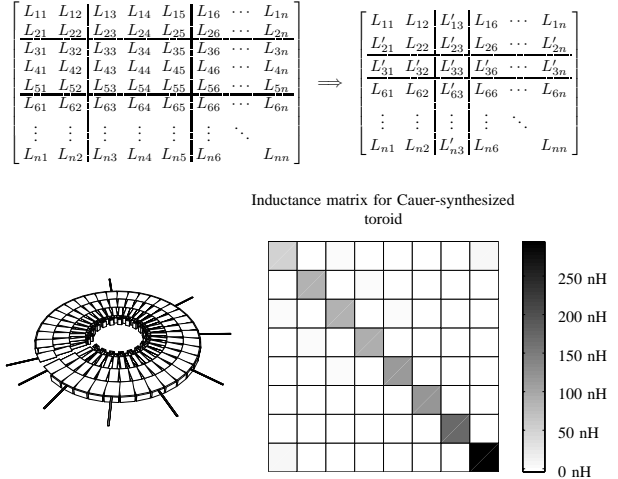 L₁₁ L₁₂ L₁₃ L₁₄ L₁₅ L₁₆ ⋯ L₁ₙ
L₂₁ L₂₂ L₂₃ L₂₄ L₂₅ L₂₆ ⋯ L₂ₙ
L₃₁ L₃₂ L₃₃ L₃₄ L₃₅ L₃₆ ⋯ L₃ₙ
L₄₁ L₄₂ L₄₃ L₄₄ L₄₅ L₄₆ ⋯ L₄ₙ
L₅₁ L₅₂ L₅₃ L₅₄ L₅₅ L₅₆ ⋯ L₅ₙ
L₆₁ L₆₂ L₆₃ L₆₄ L₆₅ L₆₆ ⋯ L₆ₙ
⋮ ⋮ ⋮ ⋮ ⋮ ⋮ ⋱
Lₙ₁ Lₙ₂ Lₙ₃ Lₙ₄ Lₙ₅ Lₙ₆ Lₙₙ
⟹
L₁₁ L₁₂ L′₁₃ L₁₆ ⋯ L₁ₙ
L′₂₁ L₂₂ L′₂₃ L₂₆ ⋯ L′₂ₙ
L′₃₁ L′₃₂ L′₃₃ L′₃₆ ⋯ L′₃ₙ
L₆₁ L₆₂ L′₆₃ L₆₆ ⋯ L₆ₙ
⋮ ⋮ ⋮ ⋮ ⋱
Lₙ₁ Lₙ₂ L′ₙ₃ Lₙ₆ Lₙₙ
Inductance matrix for Cauer-synthesized
toroid
250 nH
200 nH
150 nH
100 nH
50 nH
0 nH